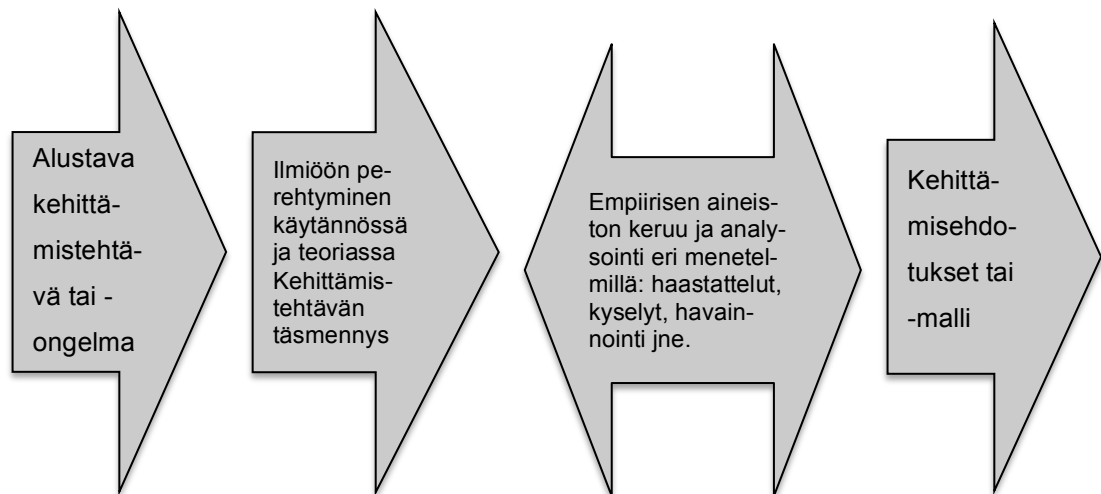 Alustava
kehittä-
mistehtä-
vä tai -
ongelma
Ilmiöön pe-
rehtyminen
käytännössä
ja teoriassa
Kehittämis-
tehtävän
täsmennys
Empiirisen aineis-
ton keruu ja analy-
sointi eri menetel-
millä: haastattelut,
kyselyt, havain-
nointi jne.
Kehittä-
misehdo-
tukset tai
-malli